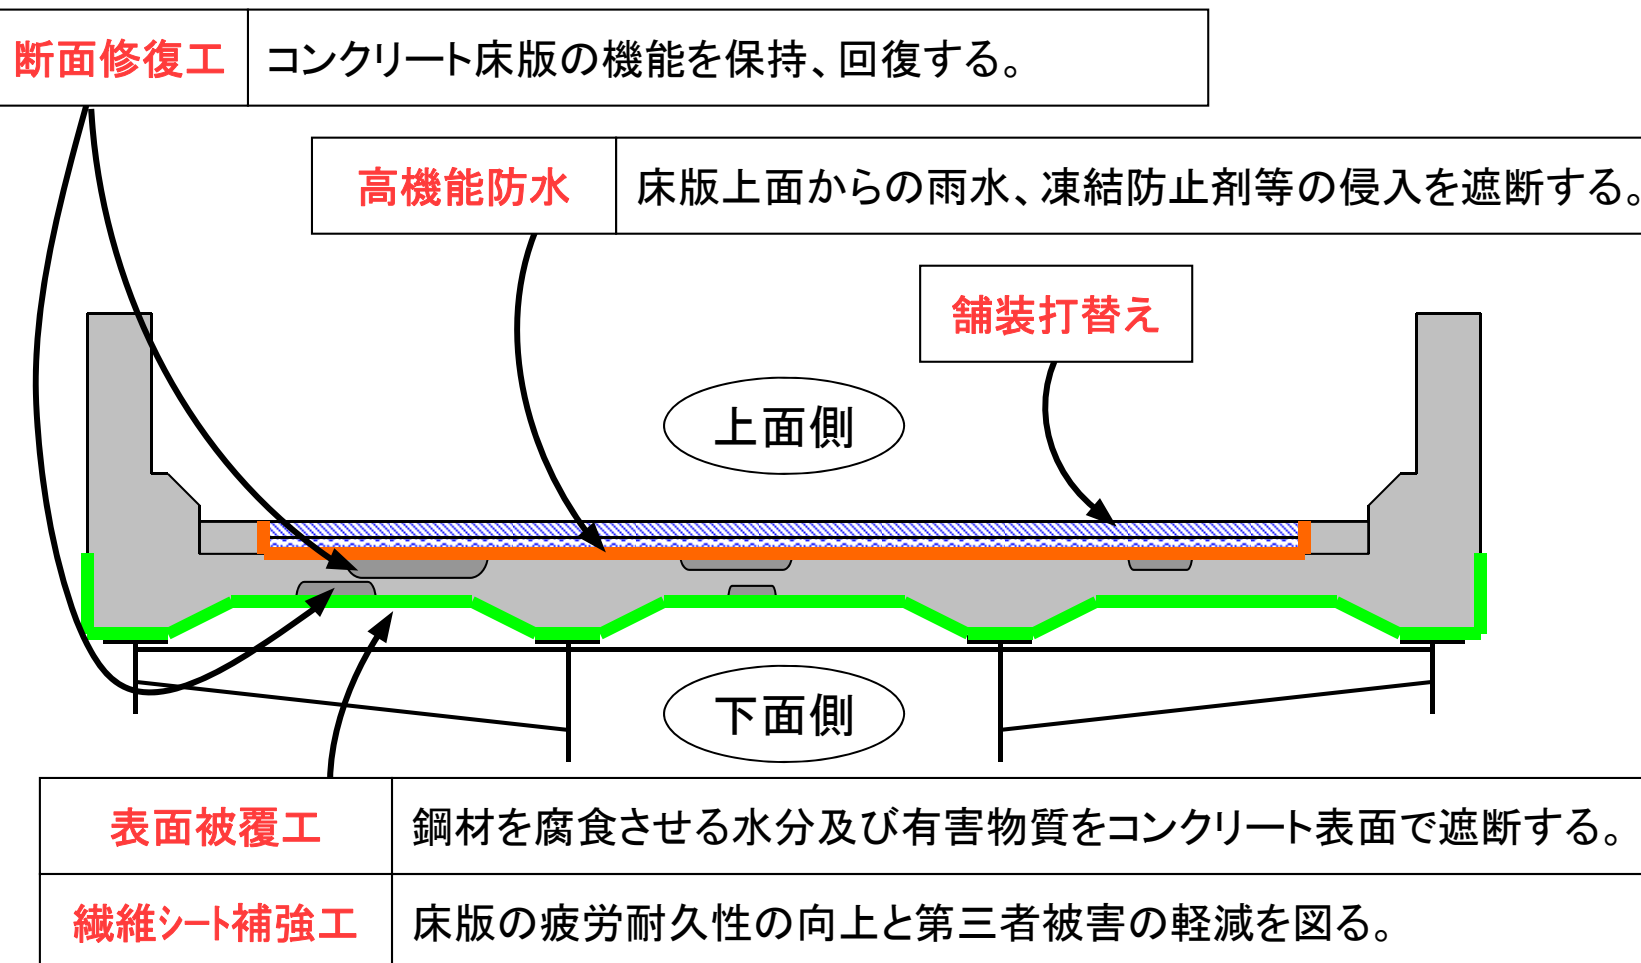 断面修復工 コンクリート床版の機能を保持、回復する。
高機能防水 床版上面からの雨水、凍結防止剤等の侵入を遮断する。
舗装打替え
上面側
下面側
表面被覆工 鋼材を腐食させる水分及び有害物質をコンクリート表面で遮断する。
繊維シート補強工 床版の疲労耐久性の向上と第三者被害の軽減を図る。